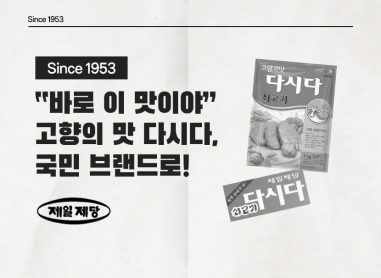 Since 1953
Since 1953
“바로 이 맛이야”
고향의 맛 다시다,
국민 브랜드로!
제일제당
고향의맛
다시다
쇠고기
제일제당
다시다
쇠고기